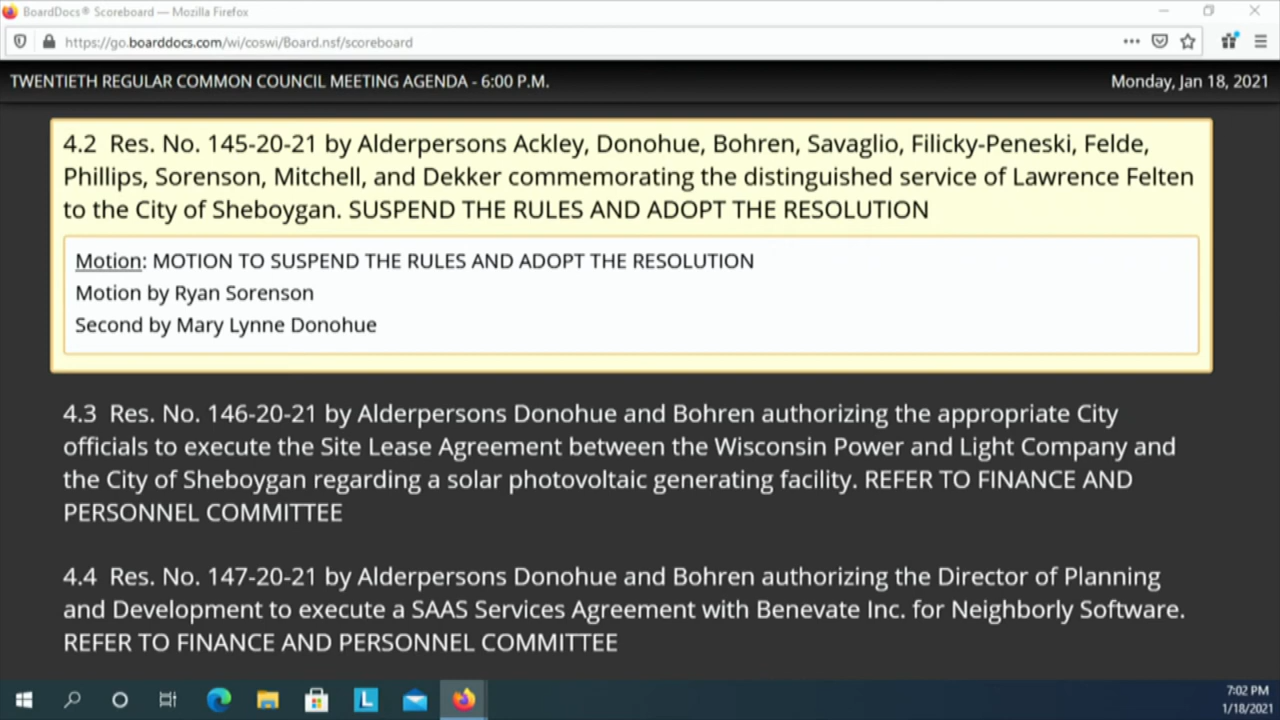 BoardDocs® Scoreboard — Mozilla Firefox
https://go.boarddocs.com/wi/coswi/Board.nsf/scoreboard
TWENTIETH REGULAR COMMON COUNCIL MEETING AGENDA - 6:00 P.M.
Monday, Jan 18, 2021
4.2 Res. No. 145-20-21 by Alderpersons Ackley, Donohue, Bohren, Savaglio, Filicky-Peneski, Felde,
Phillips, Sorenson, Mitchell, and Dekker commemorating the distinguished service of Lawrence Felten
to the City of Sheboygan. SUSPEND THE RULES AND ADOPT THE RESOLUTION
Motion: MOTION TO SUSPEND THE RULES AND ADOPT THE RESOLUTION
Motion by Ryan Sorenson
Second by Mary Lynne Donohue
4.3 Res. No. 146-20-21 by Alderpersons Donohue and Bohren authorizing the appropriate City
officials to execute the Site Lease Agreement between the Wisconsin Power and Light Company and
the City of Sheboygan regarding a solar photovoltaic generating facility. REFER TO FINANCE AND
PERSONNEL COMMITTEE
4.4 Res. No. 147-20-21 by Alderpersons Donohue and Bohren authorizing the Director of Planning
and Development to execute a SAAS Services Agreement with Benevate Inc. for Neighborly Software.
REFER TO FINANCE AND PERSONNEL COMMITTEE
L
7:02 PM
1/18/2021